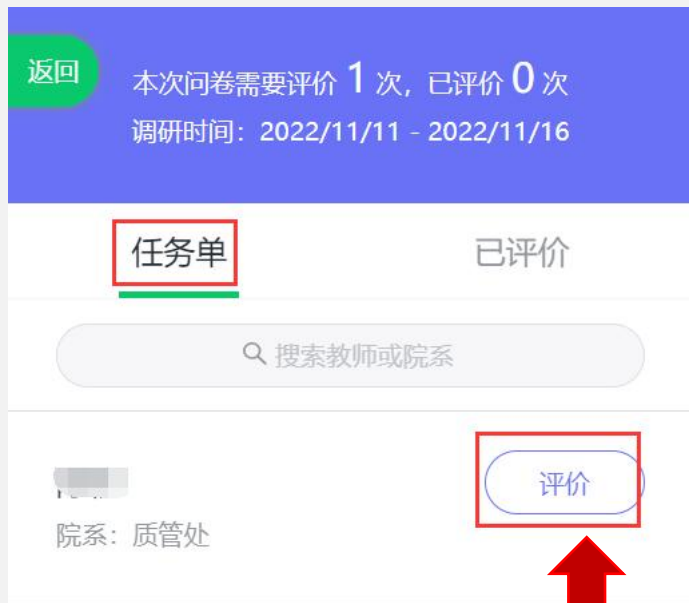 返回
本次问卷需要评价 1 次，已评价 0 次
调研时间：2022/11/11 - 2022/11/16
任务单
已评价
搜索教师或院系
评价
院系：质管处